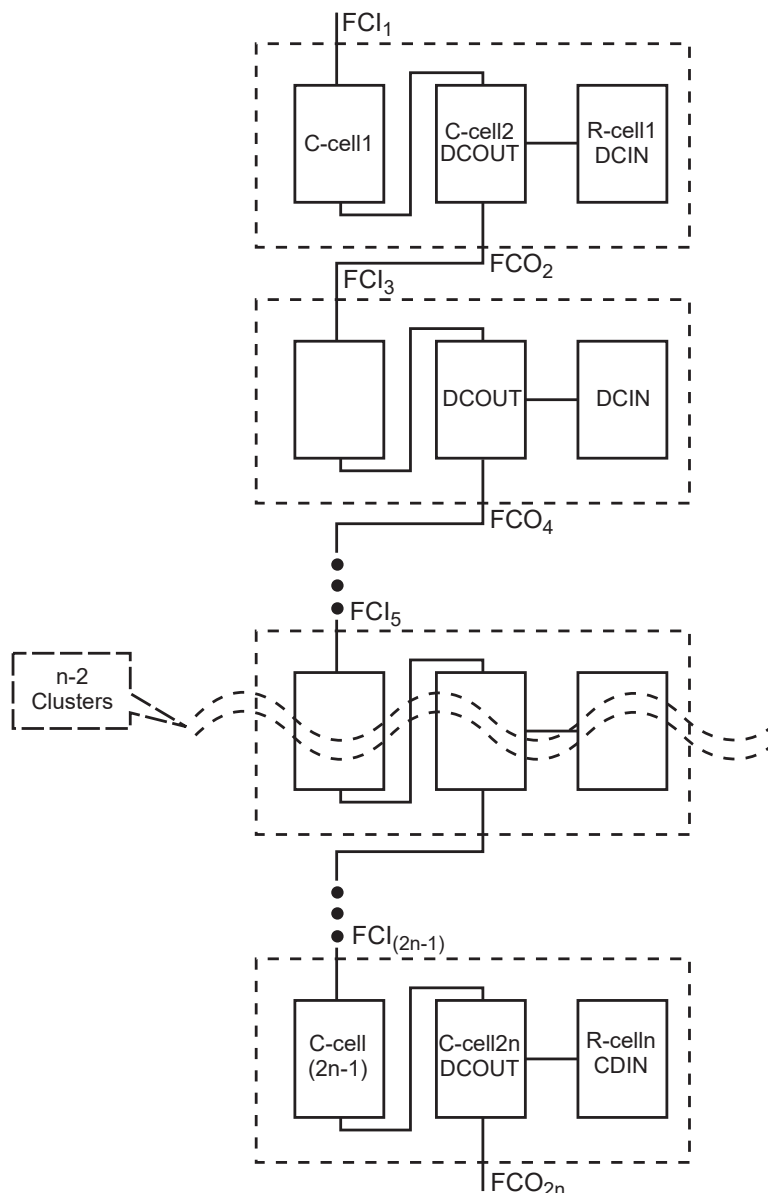 FCI₁
C-cell1
C-cell2
DCOUT
R-cell1
DCIN
FCO₂
FCI₃
DCOUT
DCIN
FCO₄
FCI₅
n-2
Clusters
FCI₍₂ₙ₋₁₎
C-cell
(2n-1)
C-cell2n
DCOUT
R-celln
CDIN
FCO₂ₙ